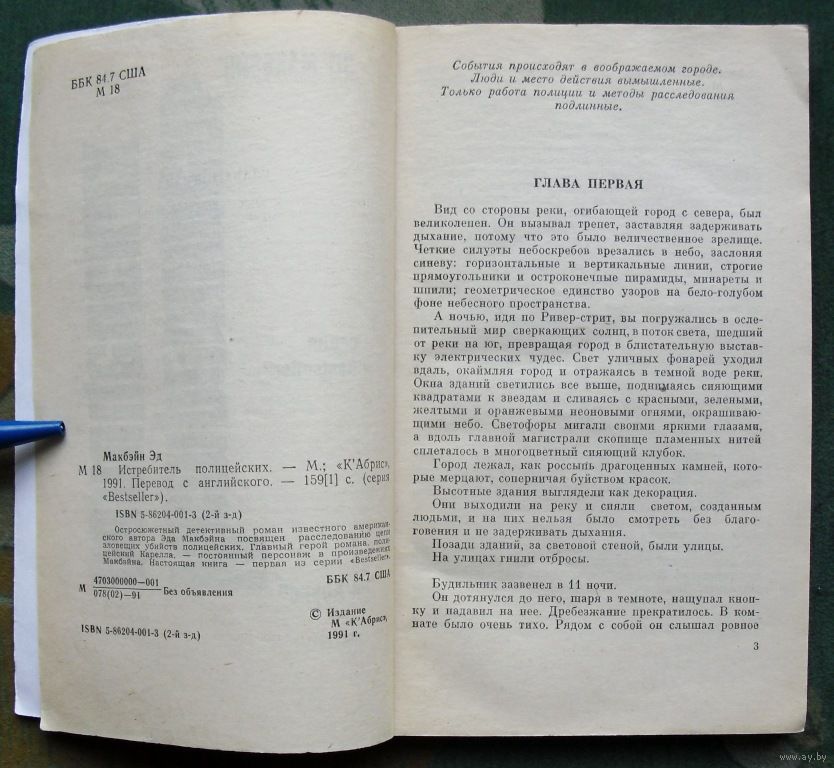 ББК 84.7 США
М 18
Макбэйн Эд
М 18 Истребитель полицейских. — М.; «К'Абрис»,
1991. Перевод с английского. — 159[1] с. (серия
«Bestseller»).
ISBN 5-86204-001-3 (2-й з-д)
Остросюжетный детективный роман известного американ-
ского автора Эда Макбэйна посвящен расследованию цепи
зловещих убийств полицейских. Главный герой романа, поли-
цейский Карелла, — постоянный персонаж в произведениях
Макбэйна. Настоящая книга — первая из серии «Bestseller».
М 4703000000—001
078(02)—91 Без объявления
ББК 84.7 США
© Издание
М «К'Абрис»,
1991 г.
ISBN 5-86204-001-3 (2-й з-д)
События происходят в воображаемом городе.
Люди и место действия вымышленные.
Только работа полиции и методы расследования
подлинные.
ГЛАВА ПЕРВАЯ
Вид со стороны реки, огибающей город с севера, был
великолепен. Он вызывал трепет, заставляя задерживать
дыхание, потому что это было величественное зрелище.
Четкие силуэты небоскребов врезались в небо, заслоняя
синеву: горизонтальные и вертикальные линии, строгие
прямоугольники и остроконечные пирамиды, минареты и
шпили; геометрическое единство узоров на бело-голубом
фоне небесного пространства.
А ночью, идя по Ривер-стрит, вы погружались в осле-
пительный мир сверкающих солнц, в поток света, шедший
от реки на юг, превращая город в блистательную выстав-
ку электрических чудес. Свет уличных фонарей уходил
вдаль, окаймляя город и отражаясь в темной воде реки.
Окна зданий светились все выше, поднимаясь сияющими
квадратами к звездам и сливаясь с красными, зелеными,
желтыми и оранжевыми неоновыми огнями, окрашиваю-
щими небо. Светофоры мигали своими яркими глазами,
а вдоль главной магистрали скопище пламенных нитей
сплеталось в многоцветный сияющий клубок.
Город лежал, как россыпь драгоценных камней, кото-
рые мерцают, соперничая буйством красок.
Высотные здания выглядели как декорация.
Они выходили на реку и сияли светом, созданным
людьми, и на них нельзя было смотреть без благо-
говения и не задерживать дыхания.
Позади зданий, за световой стеной, были улицы.
На улицах гнили отбросы.
Будильник зазвенел в 11 ночи.
Он дотянулся до него, шаря в темноте, нащупал кноп-
ку и надавил на нее. Дребезжание прекратилось. В ком-
нате было очень тихо. Рядом с собой он слышал ровное
3
www.ay.by